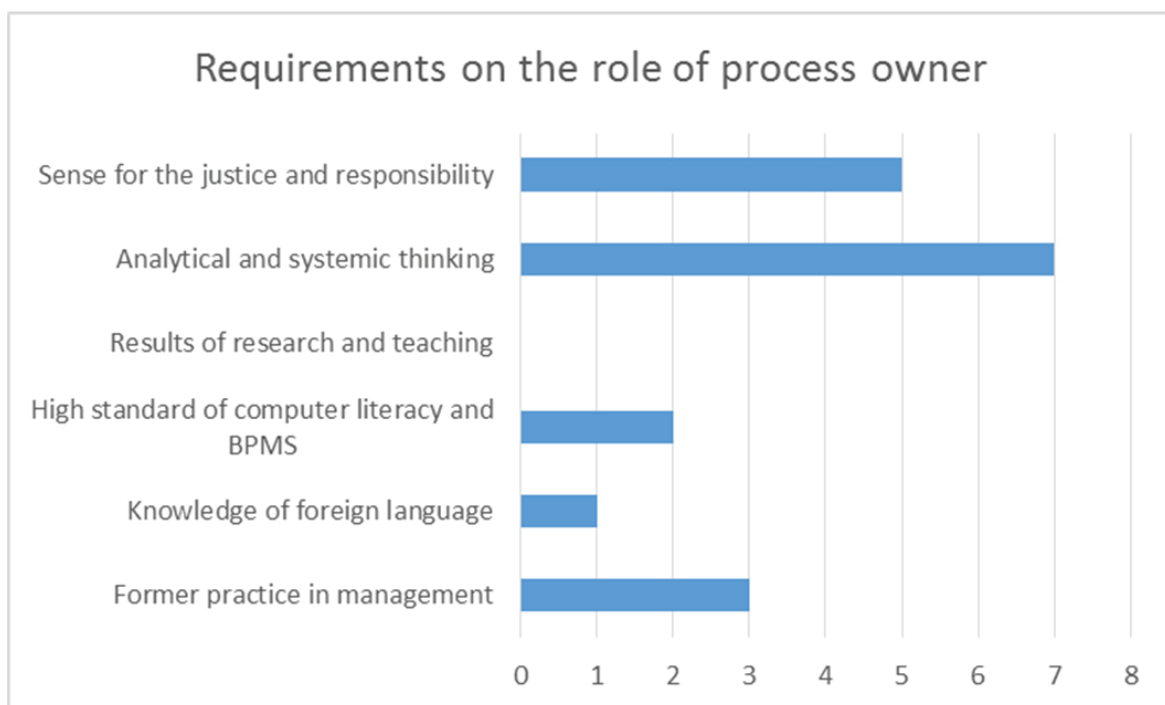 Requirements on the role of process owner
Sense for the justice and responsibility
Analytical and systemic thinking
Results of research and teaching
High standard of computer literacy and
BPMS
Knowledge of foreign language
Former practice in management
0 1 2 3 4 5 6 7 8